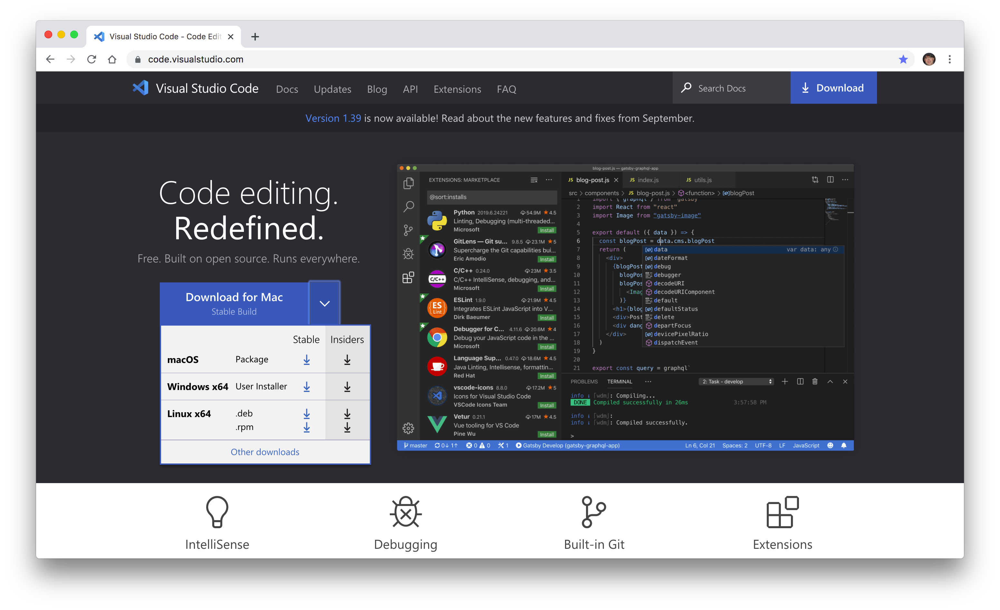 Visual Studio Code - Code Edit
code.visualstudio.com
Visual Studio Code Docs Updates Blog API Extensions FAQ Search Docs Download
Version 1.39 is now available! Read about the new features and fixes from September.
Code editing.
Redefined.
Free. Built on open source. Runs everywhere.
Download for Mac
Stable Build
Stable Insiders
macOS Package
Windows x64 User Installer
Linux x64 .deb
.rpm
Other downloads
blog-post.js — gatsby-graphql-app
EXTENSIONS: MARKETPLACE
@sort:installs
Python 2019.6.24221 54.9M 4.5
Linting, Debugging (multi-threaded...
Microsoft Install
GitLens — Git su... 9.8.5 23.1M 5
Supercharge the Git capabilities bui...
Eric Amodio Install
C/C++
C/C++ 0.24.0 23M 3.5
C/C++ IntelliSense, debugging, and...
Microsoft Install
ES
Lint
ESLint 1.9.0 21.9M 4.5
Integrates ESLint JavaScript into V...
Dirk Baeumer Install
Debugger for C... 4.11.6 20.6M 4
Debug your JavaScript code in the ...
Microsoft Install
Language Sup... 0.47.0 18.6M 4.5
Java Linting, Intellisense, formattin...
Red Hat Install
vscode-icons 8.8.0 17.2M 5
Icons for Visual Studio Code
VSCode Icons Team Install
Vetur 0.21.1 17M 4.5
Vue tooling for VS Code
Pine Wu Install
JS blog-post.js JS index.js JS utils.js
src > components > JS blog-post.js > <function> > blogPost
1 import { graphql } from "gatsby"
2 import React from "react"
3 import Image from "gatsby-image"
4
5 export default ({ data }) => {
6 const blogPost = data.cms.blogPost
7 return (
8 <div>
9 {blogPost
10 blogPos
11 blogPos
12 <Imag
13 )}
14 <h1>{blog
15 <div>Post
16 <div dang
17 </div>
18 )
19 }
20
21 export const query = graphql`
data var data: any
dateFormat
debug
debugger
decodeURI
decodeURIComponent
default
defaultStatus
delete
departFocus
devicePixelRatio
dispatchEvent
PROBLEMS TERMINAL ... 2: Task - develop
info i ｢wdm｣: Compiling...
DONE Compiled successfully in 26ms 3:57:58 PM
info i ｢wdm｣:
info i ｢wdm｣: Compiled successfully.
>
master 0↓ 1↑ 0 0 1 Gatsby Develop (gatsby-graphql-app) Ln 6, Col 21 Spaces: 2 UTF-8 LF JavaScript
IntelliSense
Debugging
Built-in Git
Extensions